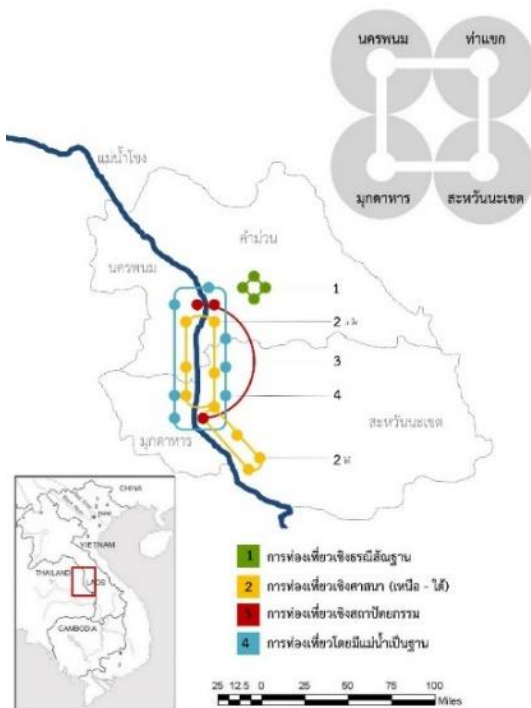 นครพนม
ท่าแขก
มุกดาหาร
สะหวันนะเขต
แม่น้ำโขง
คำม่วน
นครพนม
1
2
3
4
สะหวันนะเขต
มุกดาหาร
2
CHINA
VIETNAM
THAILAND
LAOS
CAMBODIA
1 การท่องเที่ยวเชิงธรณีสัณฐาน
2 การท่องเที่ยวเชิงศาสนา (เหนือ - ใต้)
3 การท่องเที่ยวเชิงสถาปัตยกรรม
4 การท่องเที่ยวโดยมีแม่น้ำเป็นฐาน
25 12.5 0 25 50 75 100
Miles